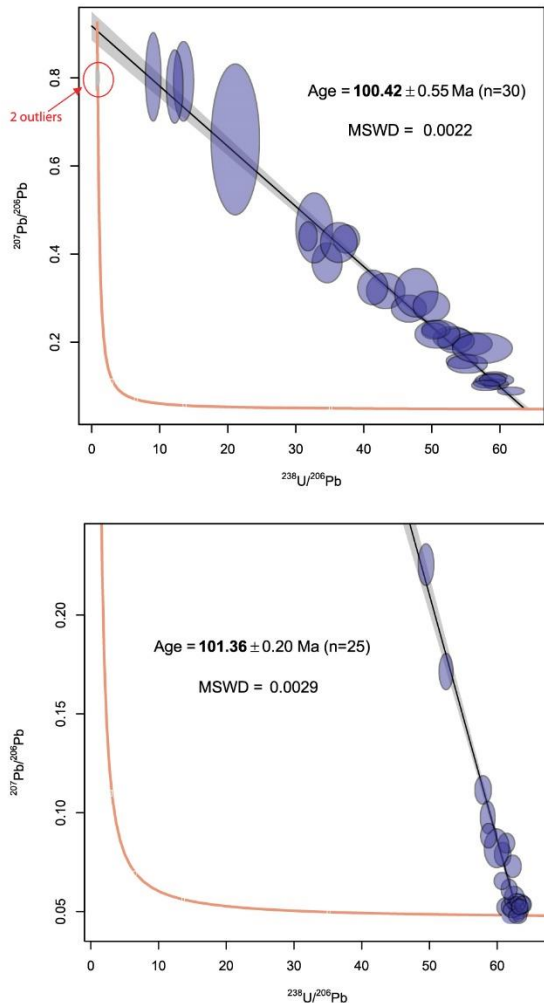 0.8
0.6
0.4
0.2
²⁰⁷Pb/²⁰⁶Pb
2 outliers
Age = 100.42 ± 0.55 Ma (n=30)
MSWD = 0.0022
0 10 20 30 40 50 60
²³⁸U/²⁰⁶Pb
0.20
0.15
0.10
0.05
²⁰⁷Pb/²⁰⁶Pb
Age = 101.36 ± 0.20 Ma (n=25)
MSWD = 0.0029
0 10 20 30 40 50 60
²³⁸U/²⁰⁶Pb